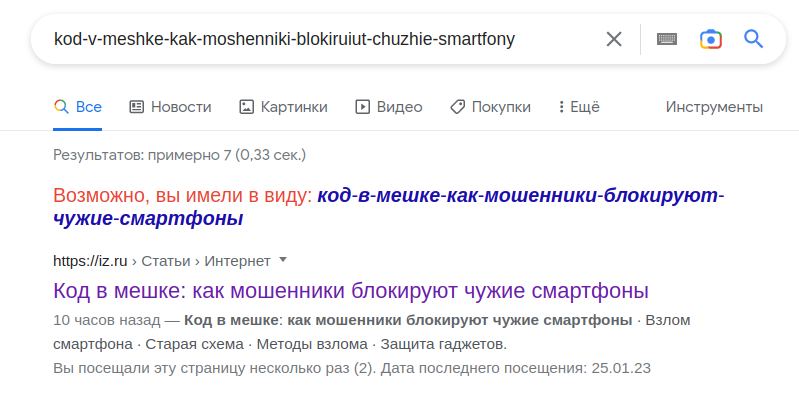 kod-v-meshke-kak-moshenniki-blokiruiut-chuzhie-smartfony
Все Новости Картинки Видео Покупки Ещё Инструменты
Результатов: примерно 7 (0,33 сек.)
Возможно, вы имели в виду: код-в-мешке-как-мошенники-блокируют-
чужие-смартфоны
https://iz.ru › Статьи › Интернет
Код в мешке: как мошенники блокируют чужие смартфоны
10 часов назад — Код в мешке: как мошенники блокируют чужие смартфоны · Взлом
смартфона · Старая схема · Методы взлома · Защита гаджетов.
Вы посещали эту страницу несколько раз (2). Дата последнего посещения: 25.01.23